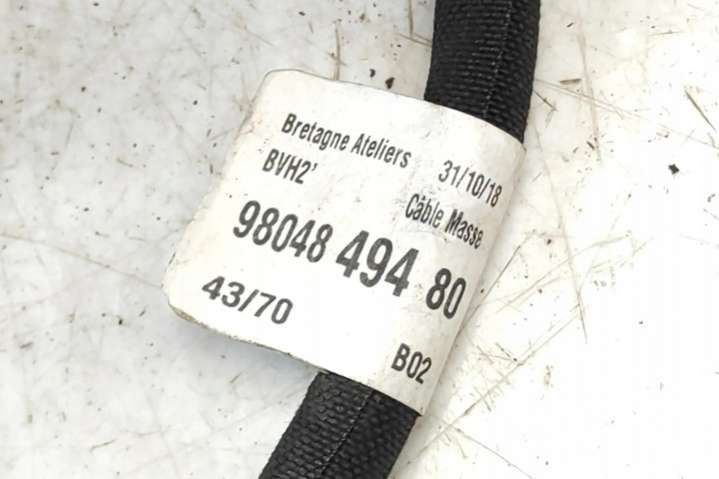 Bretagne Ateliers 31/10/18
BVH2' Câble Masse
98048 494 80
43/70 B02